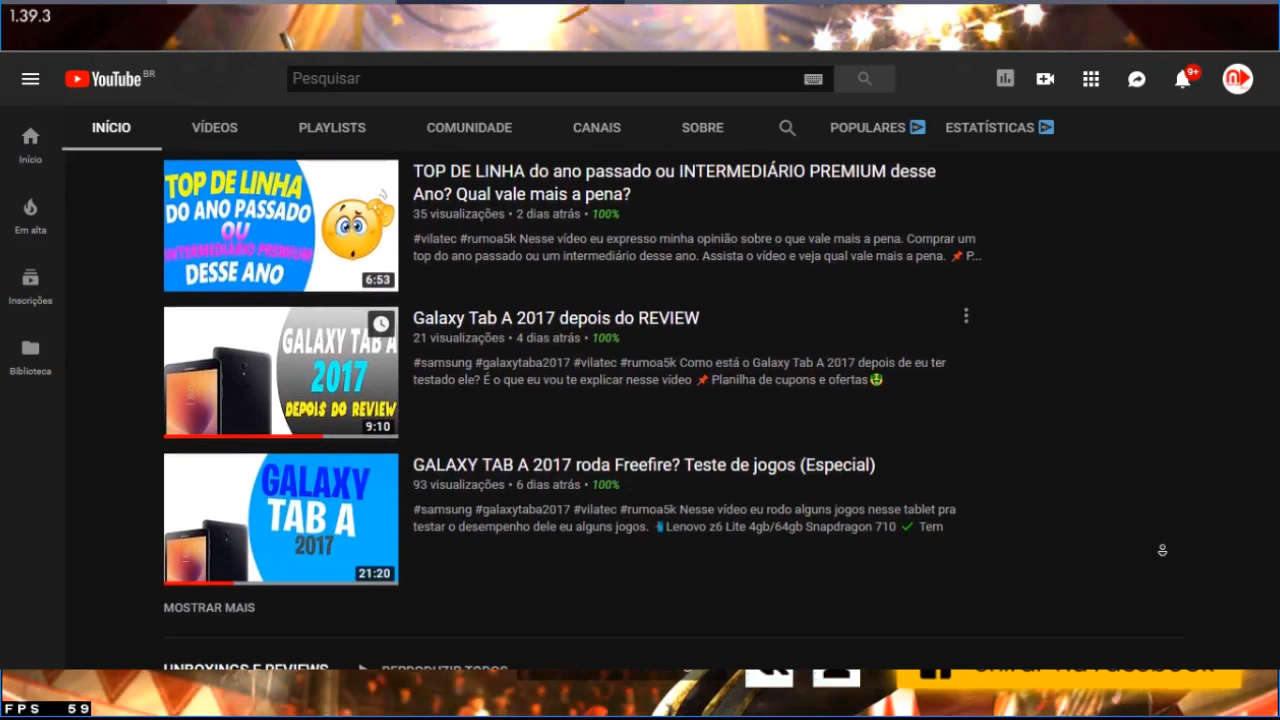 1.39.3
YouTube BR
Pesquisar
9+
INÍCIO VÍDEOS PLAYLISTS COMUNIDADE CANAIS SOBRE POPULARES ESTATÍSTICAS
Início
Em alta
Inscrições
Biblioteca
TOP DE LINHA
DO ANO PASSADO
OU
INTERMEDIÁRIO PREMIUM
DESSE ANO
6:53
TOP DE LINHA do ano passado ou INTERMEDIÁRIO PREMIUM desse
Ano? Qual vale mais a pena?
35 visualizações • 2 dias atrás • 100%
#vilatec #rumoa5k Nesse vídeo eu expresso minha opinião sobre o que vale mais a pena. Comprar um
top do ano passado ou um intermediário desse ano. Assista o vídeo e veja qual vale mais a pena. 📌 P...
GALAXY TAB A
2017
DEPOIS DO REVIEW
9:10
Galaxy Tab A 2017 depois do REVIEW
21 visualizações • 4 dias atrás • 100%
#samsung #galaxytaba2017 #vilatec #rumoa5k Como está o Galaxy Tab A 2017 depois de eu ter
testado ele? É o que eu vou te explicar nesse vídeo 📌 Planilha de cupons e ofertas🤑
GALAXY
TAB A
2017
21:20
GALAXY TAB A 2017 roda Freefire? Teste de jogos (Especial)
93 visualizações • 6 dias atrás • 100%
#samsung #galaxytaba2017 #vilatec #rumoa5k Nesse vídeo eu rodo alguns jogos nesse tablet pra
testar o desempenho dele eu alguns jogos. 📱Lenovo z6 Lite 4gb/64gb Snapdragon 710 ✓ Tem
MOSTRAR MAIS
UNBOXINGS E REVIEWS REPRODUZIR TODOS
Facebook
FPS 59